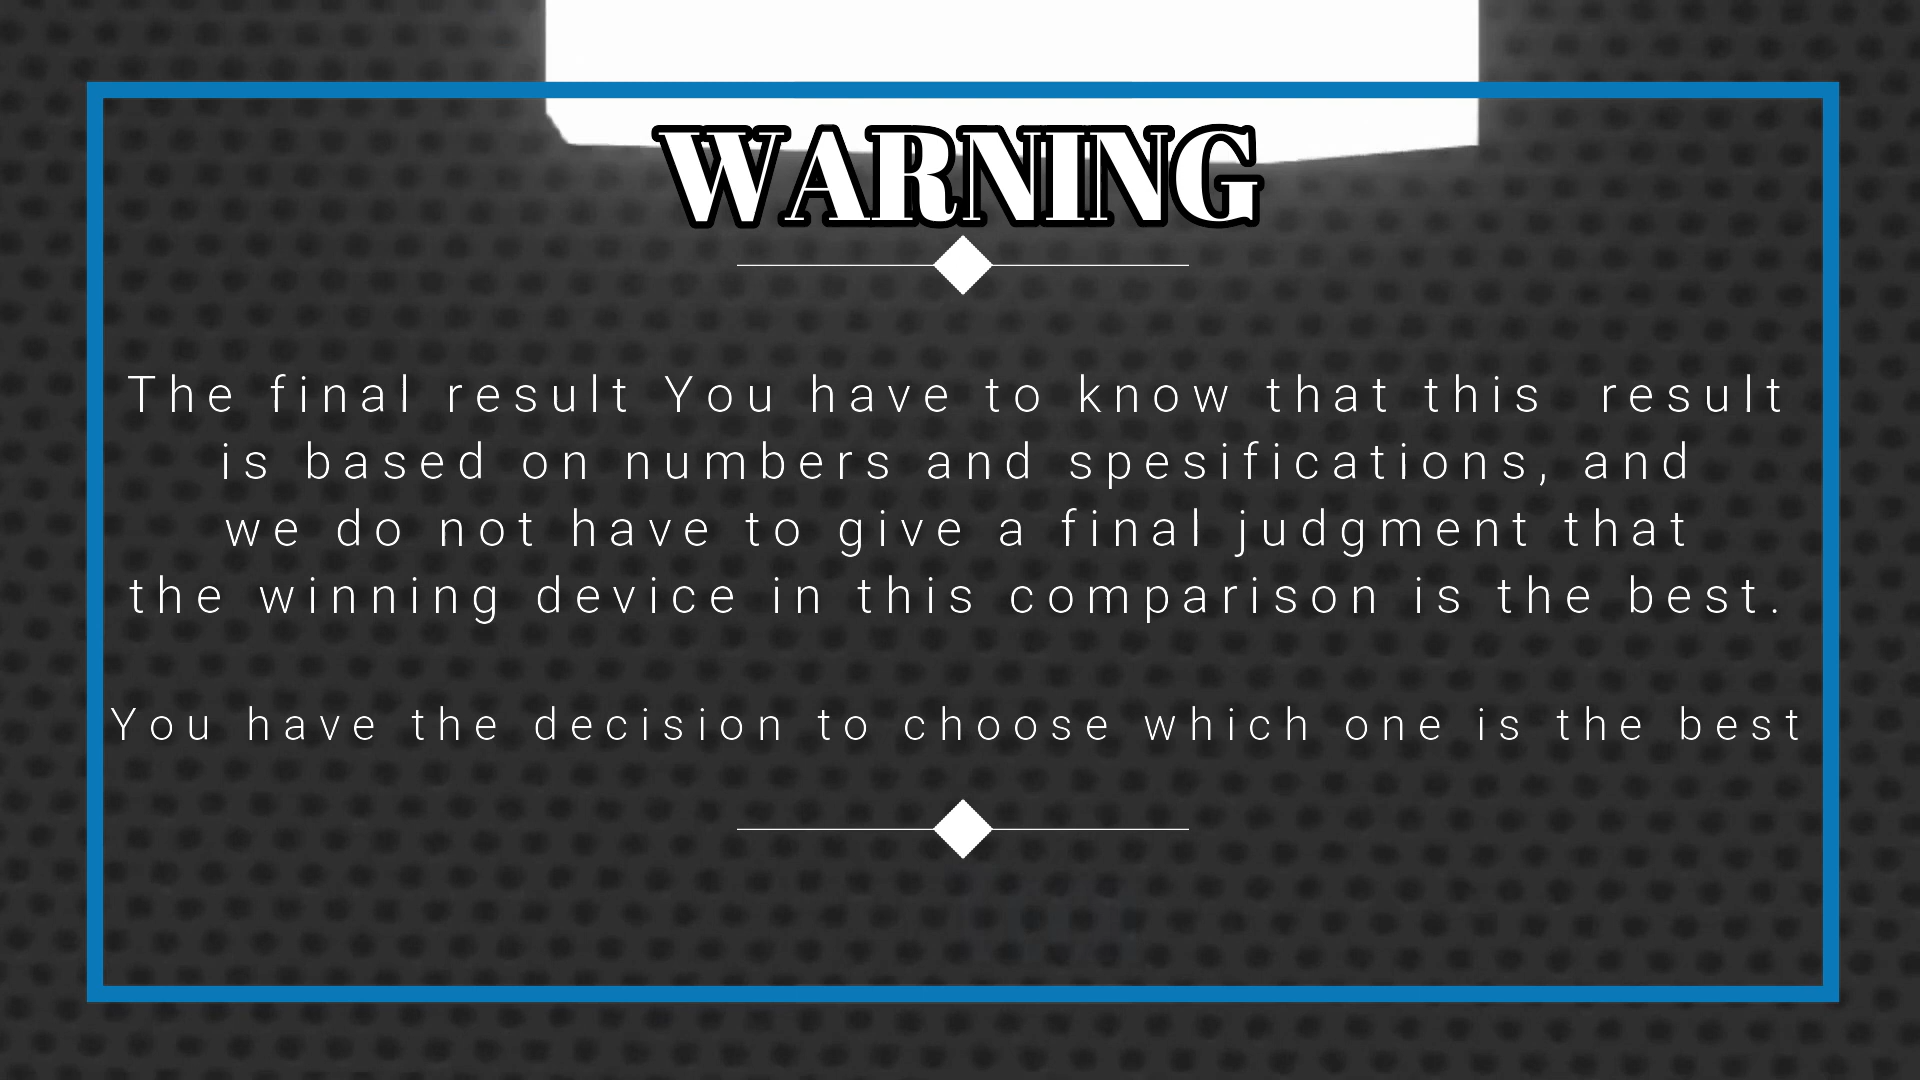 WARNING
The final result You have to know that this result
is based on numbers and spesifications, and
we do not have to give a final judgment that
the winning device in this comparison is the best.
You have the decision to choose which one is the best